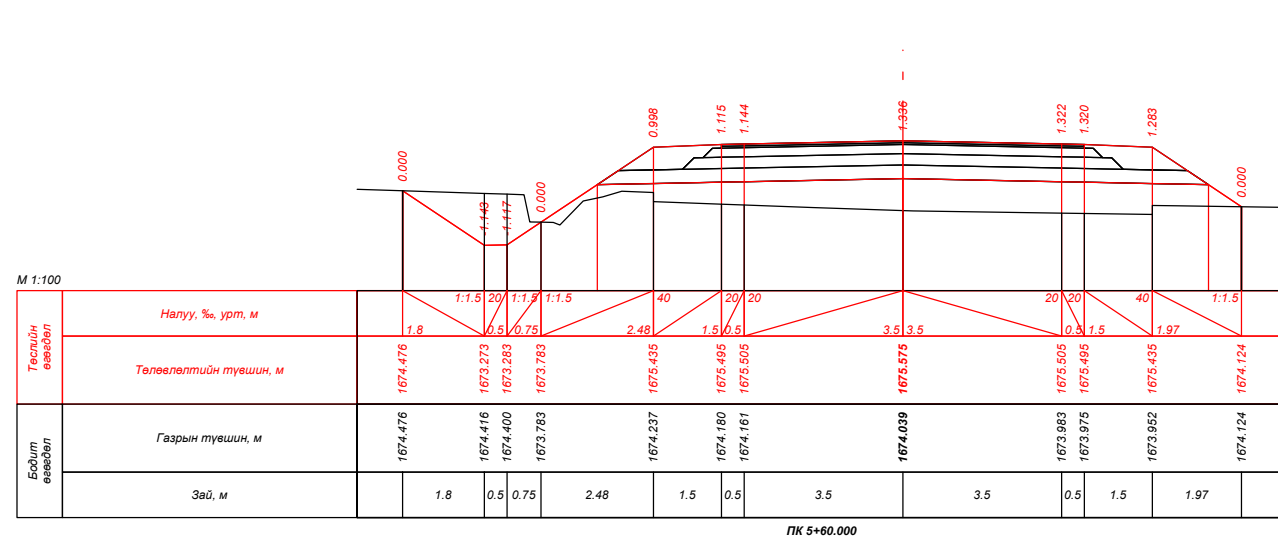 0.000 -1.143 -1.117 0.000 0.998 1.115 1.144 1.336 1.322 1.320 1.283 0.000
М 1:100
Төслийн өгөгдөл
Налуу, ‰, урт, м
1:1.5 20 1:1.5 1:1.5 40 20 20 20 20 40 1:1.5
1.8 0.5 0.75 2.48 1.5 0.5 3.5 3.5 0.5 1.5 1.97
Төлөвлөлтийн түвшин, м
1674.476 1673.273 1673.283 1673.783 1675.435 1675.495 1675.505 1675.575 1675.505 1675.495 1675.435 1674.124
Бодит өгөгдөл
Газрын түвшин, м
1674.476 1674.416 1674.400 1673.783 1674.237 1674.180 1674.161 1674.039 1673.983 1673.975 1673.952 1674.124
Зай, м
1.8 0.5 0.75 2.48 1.5 0.5 3.5 3.5 0.5 1.5 1.97
ПК 5+60.000